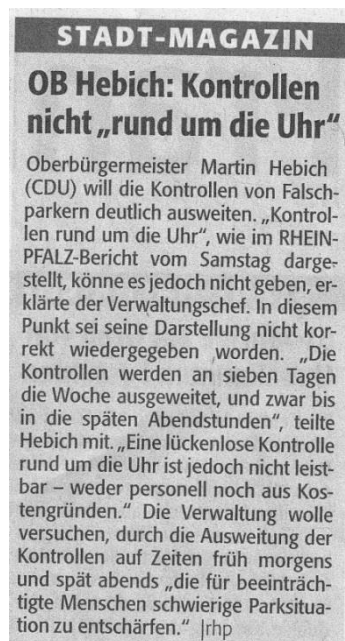 STADT-MAGAZIN
OB Hebich: Kontrollen
nicht „rund um die Uhr“
Oberbürgermeister Martin Hebich
(CDU) will die Kontrollen von Falsch-
parkern deutlich ausweiten. „Kontrol-
len rund um die Uhr“, wie im RHEIN-
PFALZ-Bericht vom Samstag darge-
stellt, könne es jedoch nicht geben, er-
klärte der Verwaltungschef. In diesem
Punkt sei seine Darstellung nicht kor-
rekt wiedergegeben worden. „Die
Kontrollen werden an sieben Tagen
die Woche ausgeweitet, und zwar bis
in die späten Abendstunden“, teilte
Hebich mit. „Eine lückenlose Kontrolle
rund um die Uhr ist jedoch nicht leist-
bar – weder personell noch aus Kos-
tengründen.“ Die Verwaltung wolle
versuchen, durch die Ausweitung der
Kontrollen auf Zeiten früh morgens
und spät abends „die für beeinträch-
tigte Menschen schwierige Parksitua-
tion zu entschärfen.“ |rhp